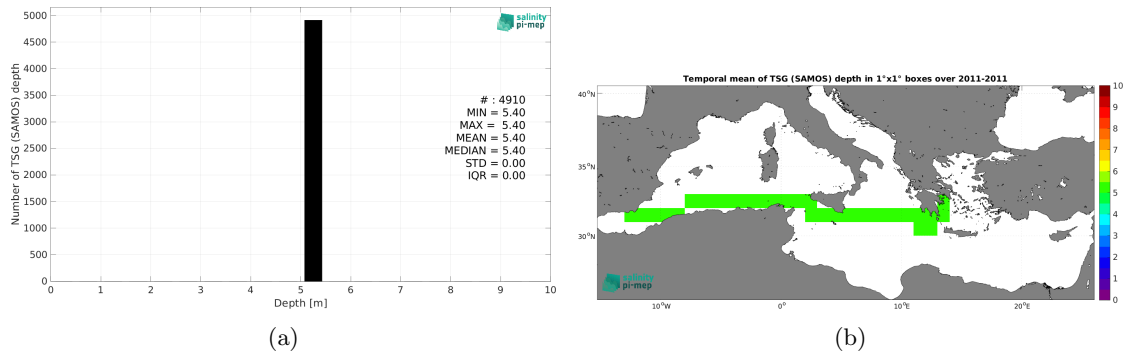 5000
4500
4000
3500
3000
2500
2000
1500
1000
500
0
Number of TSG (SAMOS) depth
0 1 2 3 4 5 6 7 8 9 10
Depth [m]
salinity
pi-mep
# : 4910
MIN = 5.40
MAX = 5.40
MEAN = 5.40
MEDIAN = 5.40
STD = 0.00
IQR = 0.00
(a)
Temporal mean of TSG (SAMOS) depth in 1°x1° boxes over 2011-2011
40°N
35°N
30°N
10°W 0° 10°E 20°E
salinity
pi-mep
10
9
8
7
6
5
4
3
2
1
0
(b)